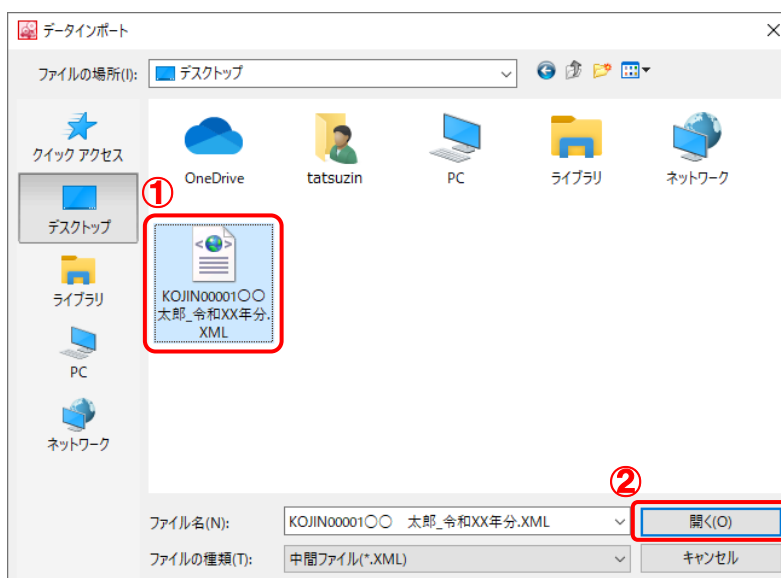 データインポート
ファイルの場所(I):
デスクトップ
クイック アクセス
デスクトップ
ライブラリ
PC
ネットワーク
OneDrive
tatsuzin
PC
ライブラリ
ネットワーク
①
KOJIN00001〇〇
太郎_令和XX年分.
XML
②
ファイル名(N):
KOJIN00001〇〇　太郎_令和XX年分.XML
開く(O)
ファイルの種類(T):
中間ファイル(*.XML)
キャンセル